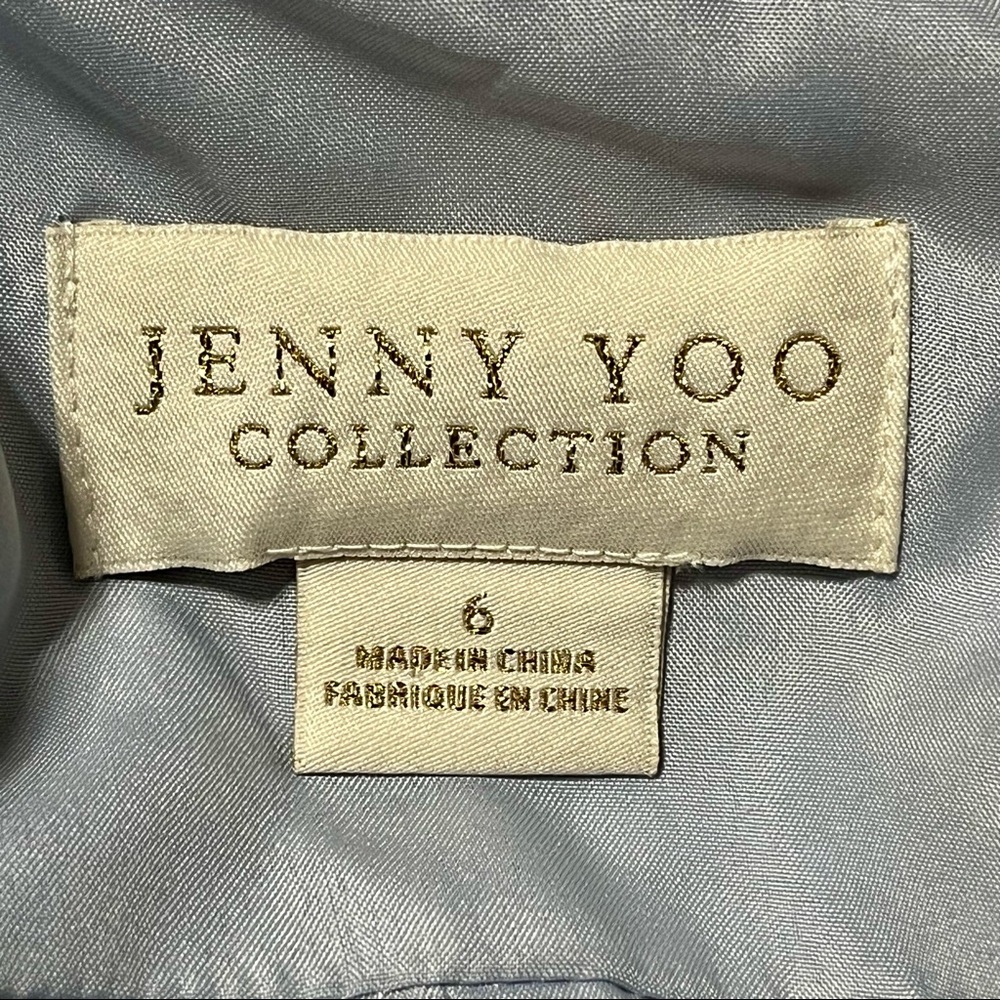 JENNY YOO
COLLECTION
6
MADE IN CHINA
FABRIQUE EN CHINE